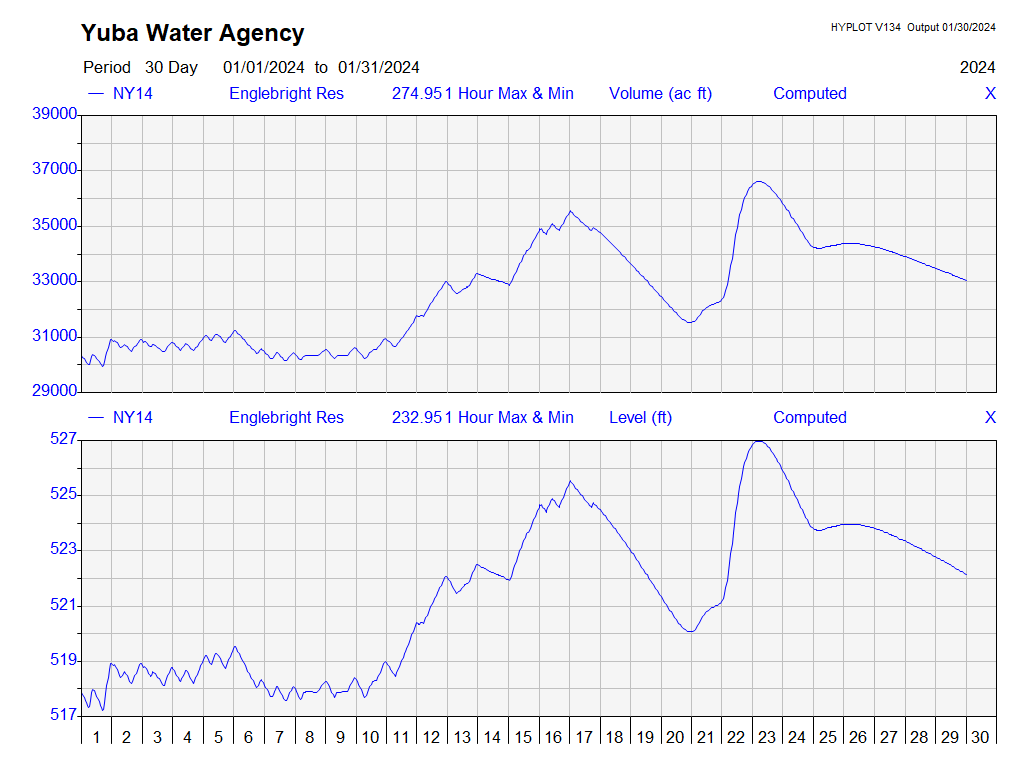 Yuba Water Agency
HYPLOT V134 Output 01/30/2024
Period 30 Day 01/01/2024 to 01/31/2024 2024
NY14 Englebright Res 274.951 Hour Max & Min Volume (ac ft) Computed X
39000
37000
35000
33000
31000
29000
NY14 Englebright Res 232.951 Hour Max & Min Level (ft) Computed X
527
525
523
521
519
517
1 2 3 4 5 6 7 8 9 10 11 12 13 14 15 16 17 18 19 20 21 22 23 24 25 26 27 28 29 30